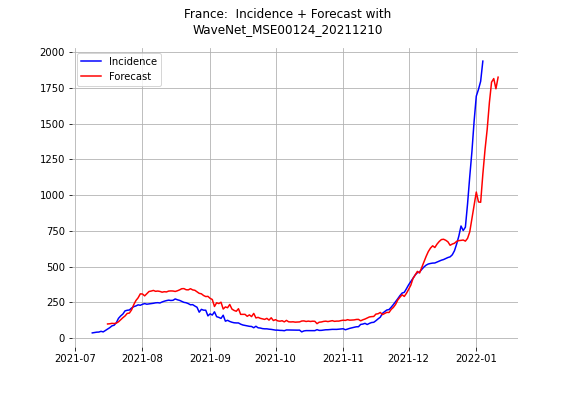 France:  Incidence + Forecast with
WaveNet_MSE00124_20211210
Incidence
Forecast
2000
1750
1500
1250
1000
750
500
250
0
2021-07 2021-08 2021-09 2021-10 2021-11 2021-12 2022-01